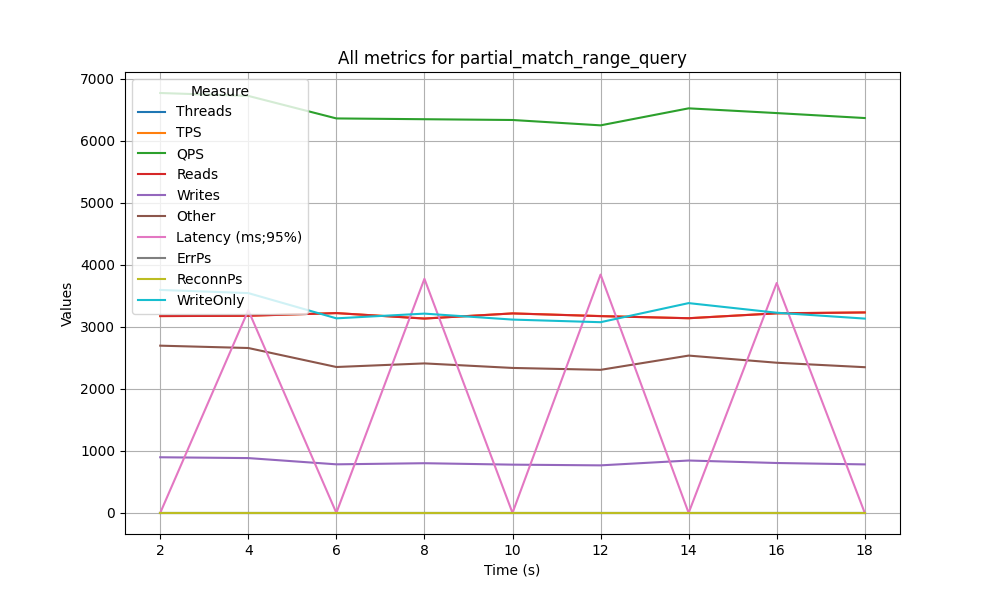 All metrics for partial_match_range_query
Measure
Threads
TPS
QPS
Reads
Writes
Other
Latency (ms;95%)
ErrPs
ReconnPs
WriteOnly
7000
6000
5000
4000
3000
2000
1000
0
Values
2 4 6 8 10 12 14 16 18
Time (s)